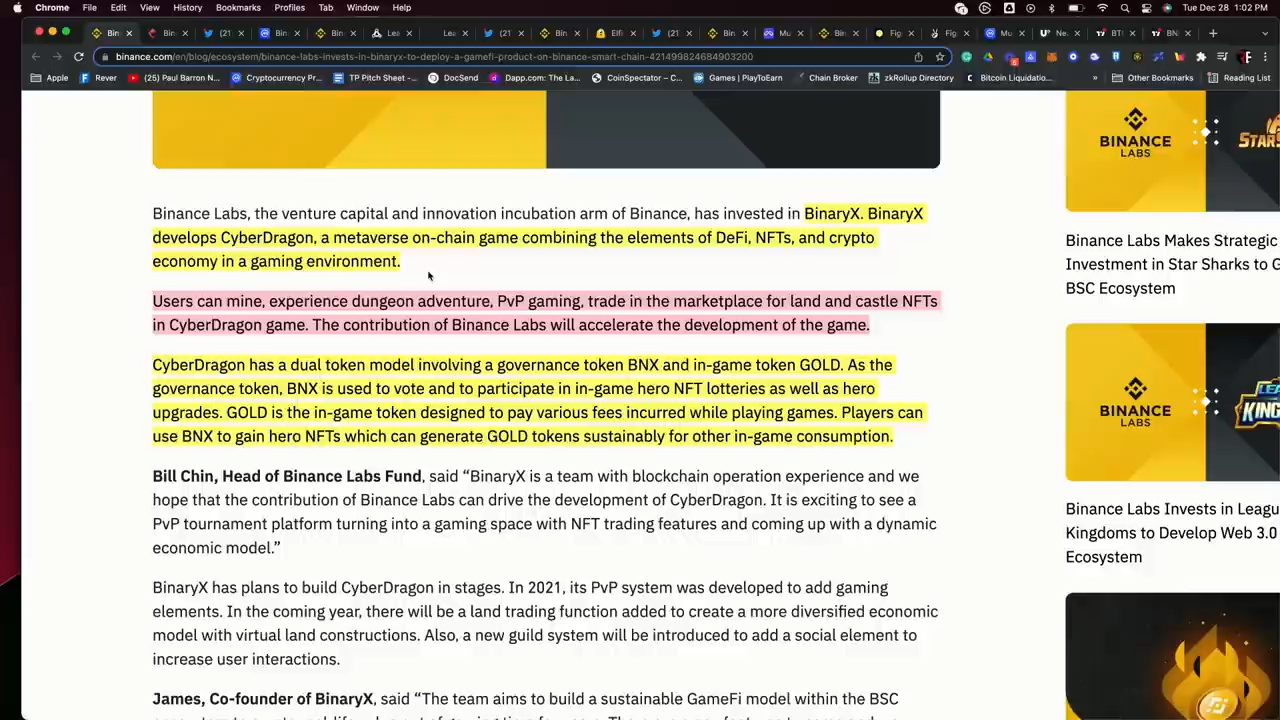 Chrome File Edit View History Bookmarks Profiles Tab Window Help
Tue Dec 28 1:02 PM
binance.com/en/blog/ecosystem/binance-labs-invests-in-binaryx-to-deploy-a-gamefi-product-on-binance-smart-chain-421499824684903200
Apple Frever (25) Paul Barron N... Cryptocurrency Pr... TP Pitch Sheet -... DocSend Dapp.com: The La... CoinSpectator – C... Games | PlayToEarn Chain Broker zkRollup Directory Bitcoin Liquidatio... » Other Bookmarks Reading List
BINANCE
LABS
Binance Labs, the venture capital and innovation incubation arm of Binance, has invested in BinaryX. BinaryX
develops CyberDragon, a metaverse on-chain game combining the elements of DeFi, NFTs, and crypto
economy in a gaming environment.
Users can mine, experience dungeon adventure, PvP gaming, trade in the marketplace for land and castle NFTs
in CyberDragon game. The contribution of Binance Labs will accelerate the development of the game.
CyberDragon has a dual token model involving a governance token BNX and in-game token GOLD. As the
governance token, BNX is used to vote and to participate in in-game hero NFT lotteries as well as hero
upgrades. GOLD is the in-game token designed to pay various fees incurred while playing games. Players can
use BNX to gain hero NFTs which can generate GOLD tokens sustainably for other in-game consumption.
Bill Chin, Head of Binance Labs Fund, said “BinaryX is a team with blockchain operation experience and we
hope that the contribution of Binance Labs can drive the development of CyberDragon. It is exciting to see a
PvP tournament platform turning into a gaming space with NFT trading features and coming up with a dynamic
economic model.”
BinaryX has plans to build CyberDragon in stages. In 2021, its PvP system was developed to add gaming
elements. In the coming year, there will be a land trading function added to create a more diversified economic
model with virtual land constructions. Also, a new guild system will be introduced to add a social element to
increase user interactions.
James, Co-founder of BinaryX, said “The team aims to build a sustainable GameFi model within the BSC
Binance Labs Makes Strategic
Investment in Star Sharks to G
BSC Ecosystem
BINANCE
LABS
Binance Labs Invests in Leagu
Kingdoms to Develop Web 3.0
Ecosystem